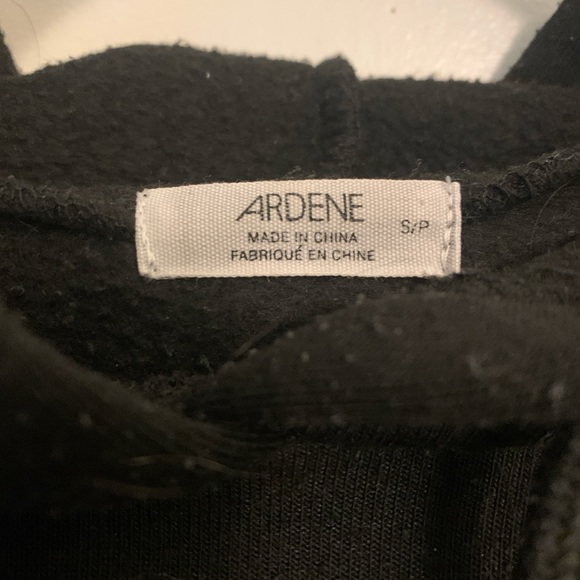 ARDENE
MADE IN CHINA
FABRIQUÉ EN CHINE
S/P